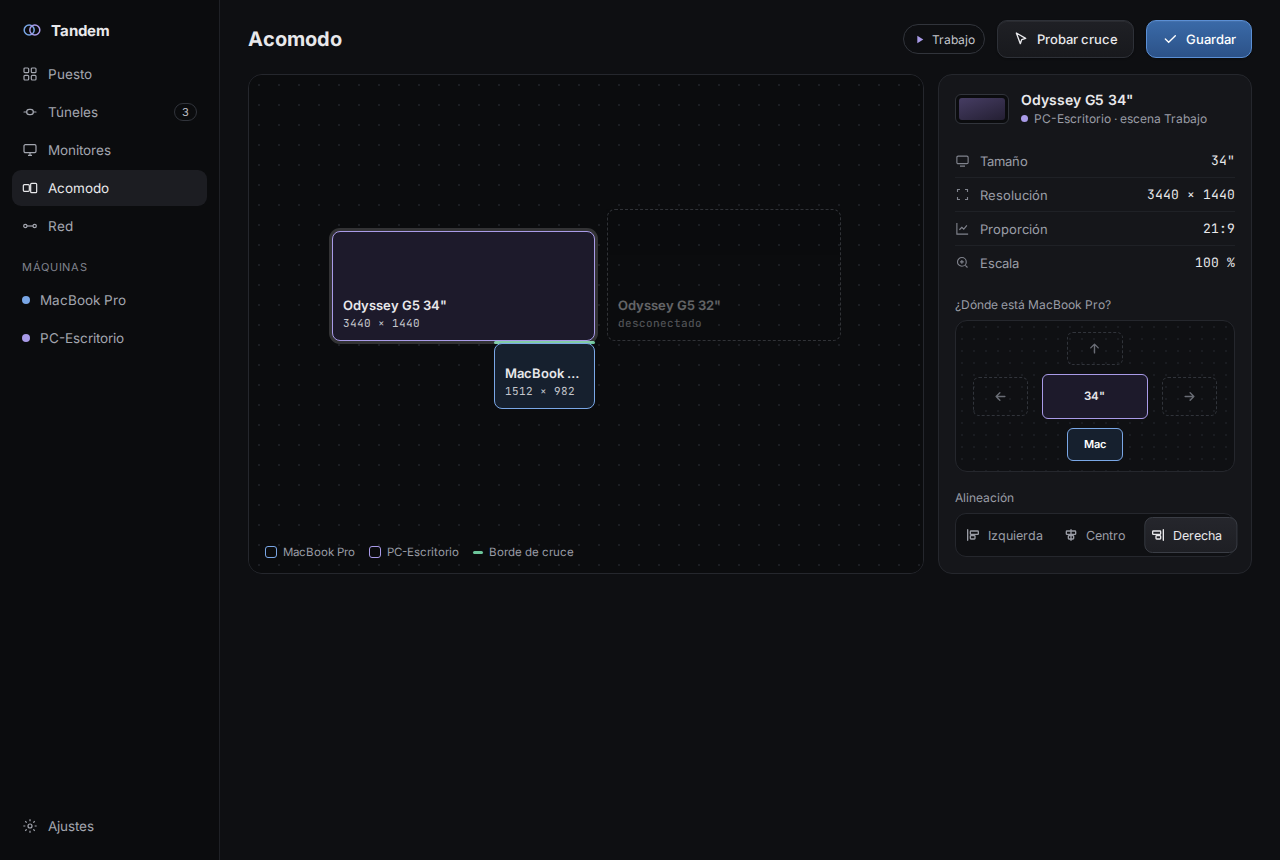 Tandem
Puesto
Túneles
3
Monitores
Acomodo
Red
MÁQUINAS
MacBook Pro
PC-Escritorio
Ajustes
Acomodo
Trabajo
Probar cruce
Guardar
Odyssey G5 34"
3440 × 1440
Odyssey G5 32"
desconectado
MacBook ...
1512 × 982
MacBook Pro
PC-Escritorio
Borde de cruce
Odyssey G5 34"
PC-Escritorio · escena Trabajo
Tamaño
34"
Resolución
3440 × 1440
Proporción
21:9
Escala
100 %
¿Dónde está MacBook Pro?
34"
Mac
Alineación
Izquierda
Centro
Derecha